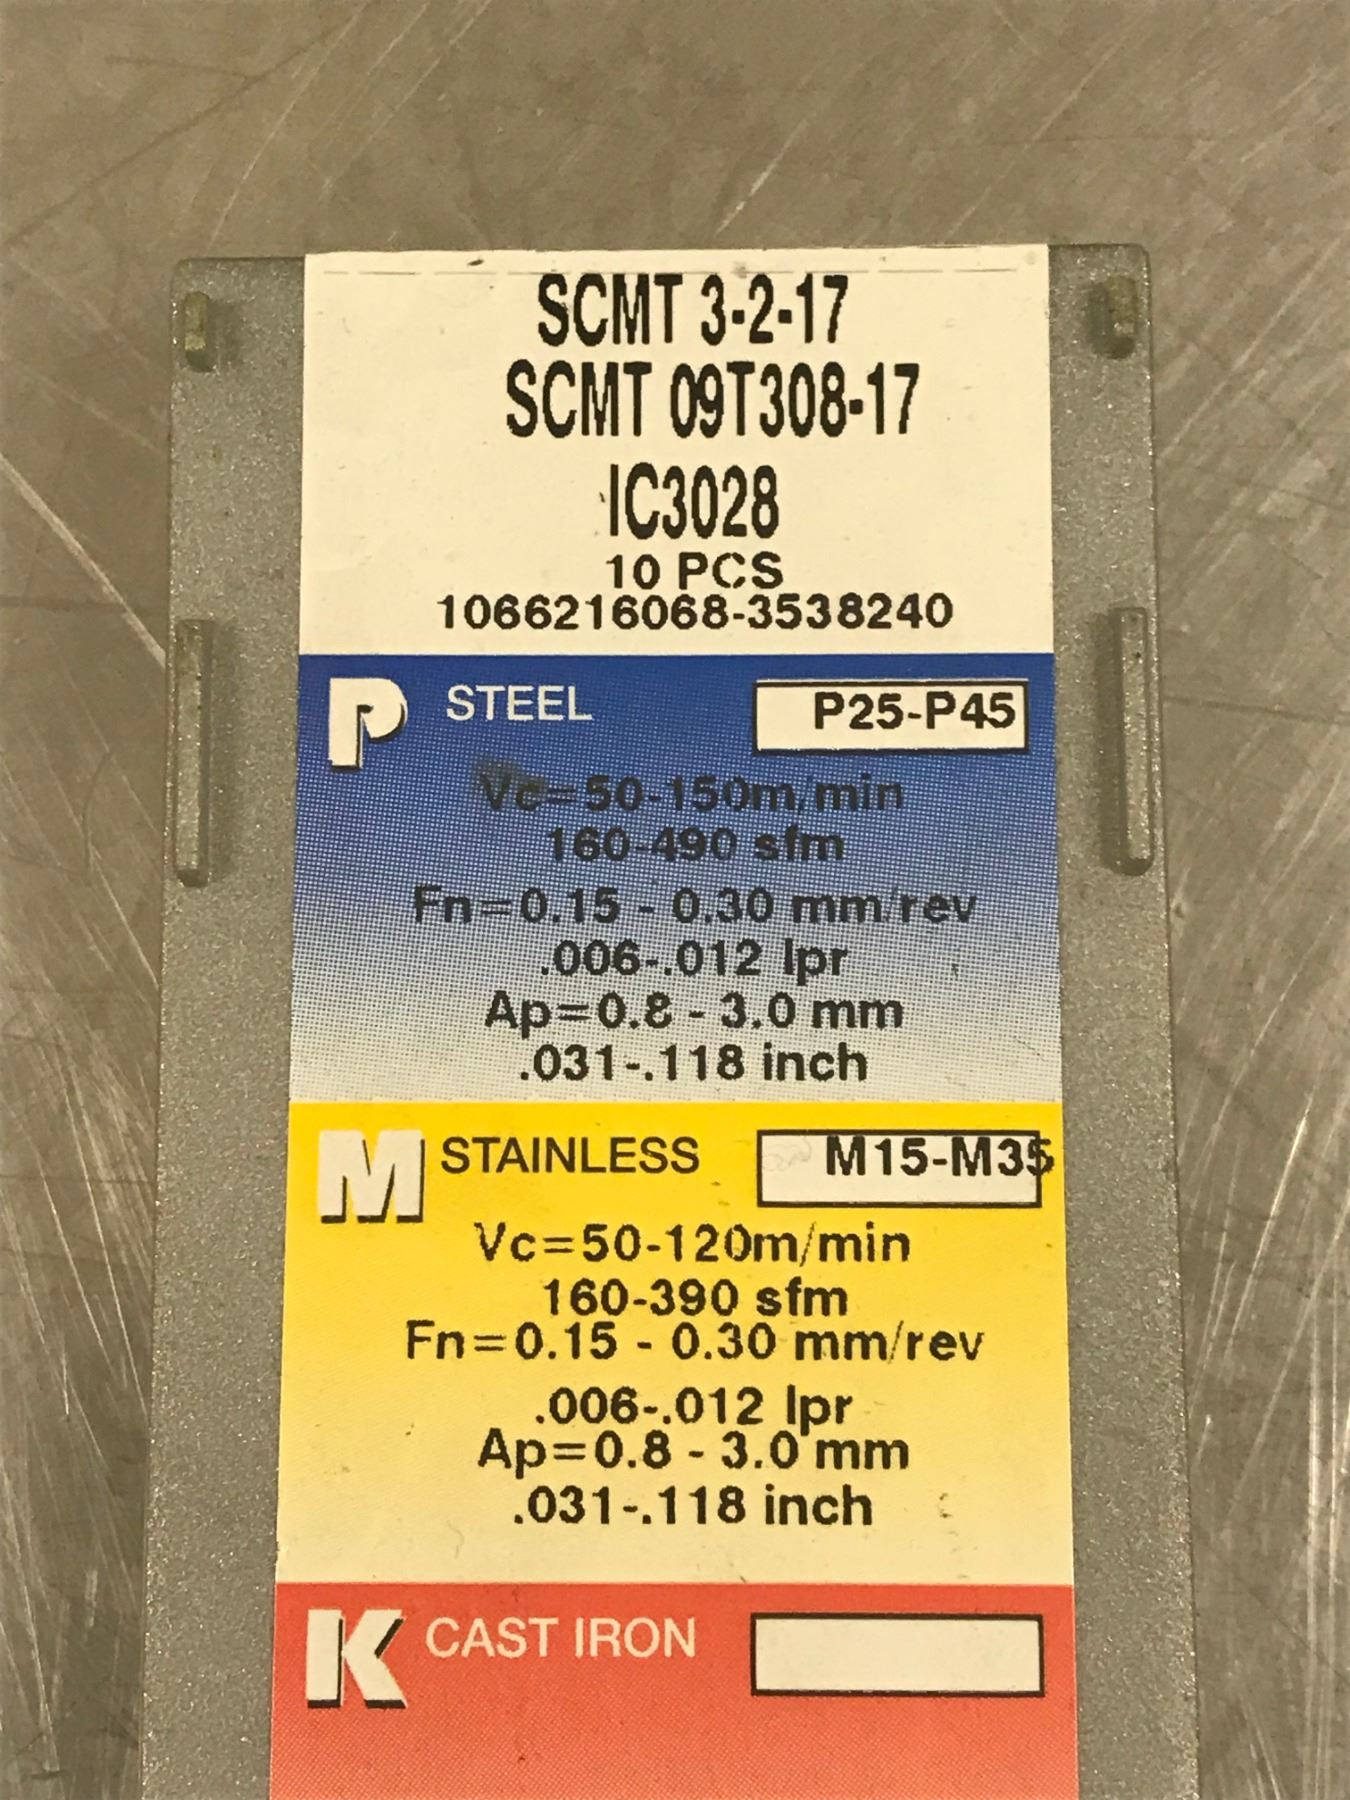 SCMT 3-2-17
SCMT 09T308-17
IC3028
10 PCS
1066216068-3538240
P STEEL P25-P45
Vc=50-150m/min
160-490 sfm
Fn=0.15 - 0.30 mm/rev
.006-.012 Ipr
Ap=0.8 - 3.0 mm
.031-.118 inch
M STAINLESS M15-M35
Vc=50-120m/min
160-390 sfm
Fn=0.15 - 0.30 mm/rev
.006-.012 Ipr
Ap=0.8 - 3.0 mm
.031-.118 inch
K CAST IRON